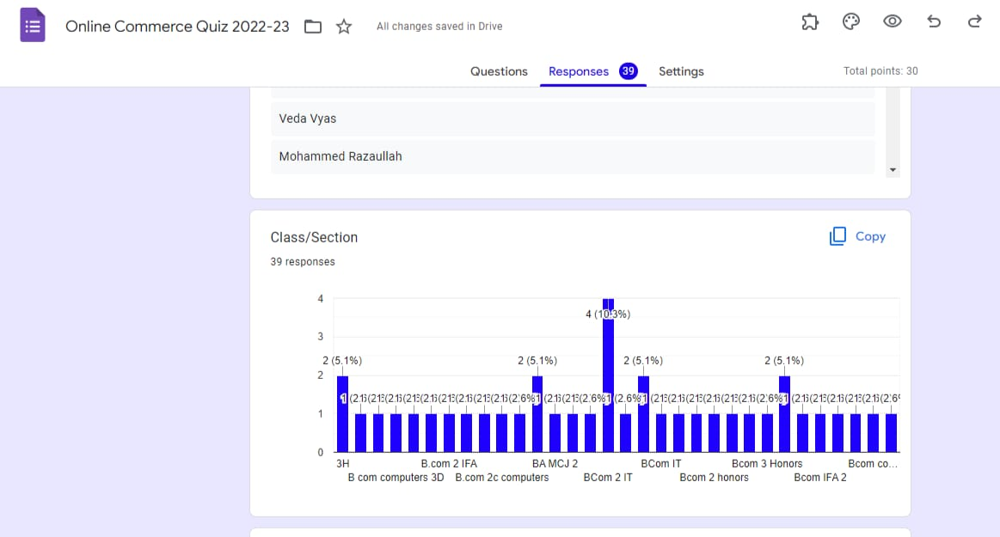 Online Commerce Quiz 2022-23
All changes saved in Drive
Questions
Responses 39
Settings
Total points: 30
Veda Vyas
Mohammed Razaullah
Class/Section
Copy
39 responses
4
4 (10.3%)
3
2 (5.1%) 2 (5.1%) 2 (5.1%) 2 (5.1%)
2
1
0
3H B.com 2 IFA BA MCJ 2 BCom IT Bcom 3 Honors Bcom co...
B com computers 3D B.com 2c computers BCom 2 IT Bcom 2 honors Bcom IFA 2